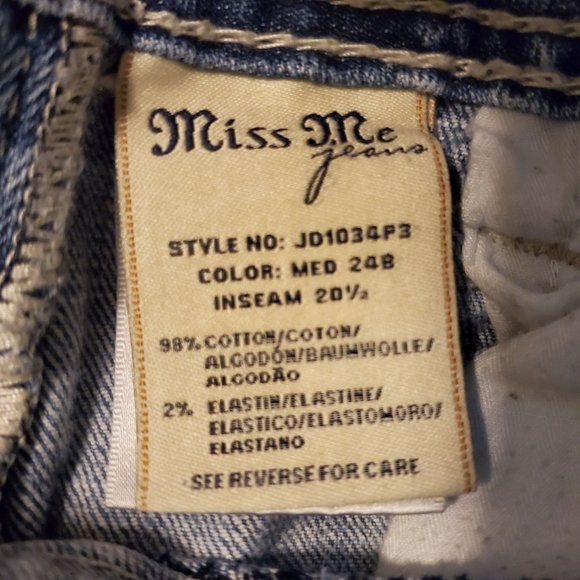 Miss Me
jeans
STYLE NO: JD1034P3
COLOR: MED 248
INSEAM 20½
98% COTTON/COTON/
ALGODÓN/BAUMWOLLE/
ALGODÃO
2% ELASTIN/ELASTINE/
ELASTICO/ELASTOMORO/
ELASTANO
SEE REVERSE FOR CARE